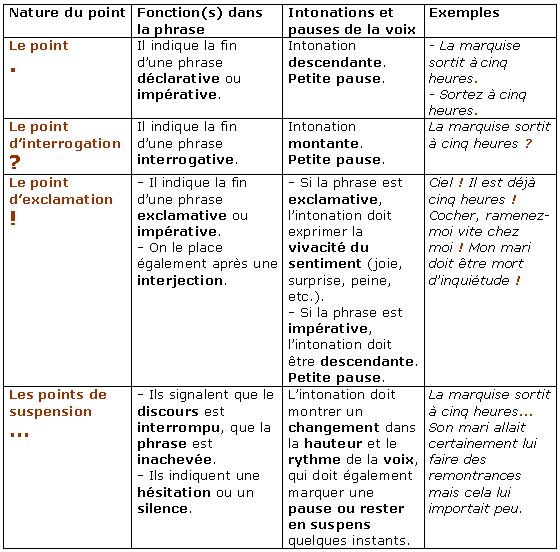 Nature du point
Fonction(s) dans
la phrase
Intonations et
pauses de la voix
Exemples
Le point
.
Il indique la fin
d'une phrase
déclarative ou
impérative.
Intonation
descendante.
Petite pause.
- La marquise
sortit à cinq
heures.
- Sortez à cinq
heures.
Le point
d'interrogation
?
Il indique la fin
d'une phrase
interrogative.
Intonation
montante.
Petite pause.
La marquise sortit
à cinq heures ?
Le point
d'exclamation
!
- Il indique la fin
d'une phrase
exclamative ou
impérative.
- On le place
également après une
interjection.
- Si la phrase est
exclamative,
l'intonation doit
exprimer la
vivacité du
sentiment (joie,
surprise, peine,
etc.).
- Si la phrase est
impérative,
l'intonation doit
être descendante.
Petite pause.
Ciel ! Il est déjà
cinq heures !
Cocher, ramenez-
moi vite chez
moi ! Mon mari
doit être mort
d'inquiétude !
Les points de
suspension
...
- Ils signalent que le
discours est
interrompu, que la
phrase est
inachevée.
- Ils indiquent une
hésitation ou un
silence.
L'intonation doit
montrer un
changement dans
la hauteur et le
rythme de la voix,
qui doit également
marquer une
pause ou rester
en suspens
quelques instants.
La marquise sortit
à cinq heures...
Son mari allait
certainement lui
faire des
remontrances
mais cela lui
importait peu.